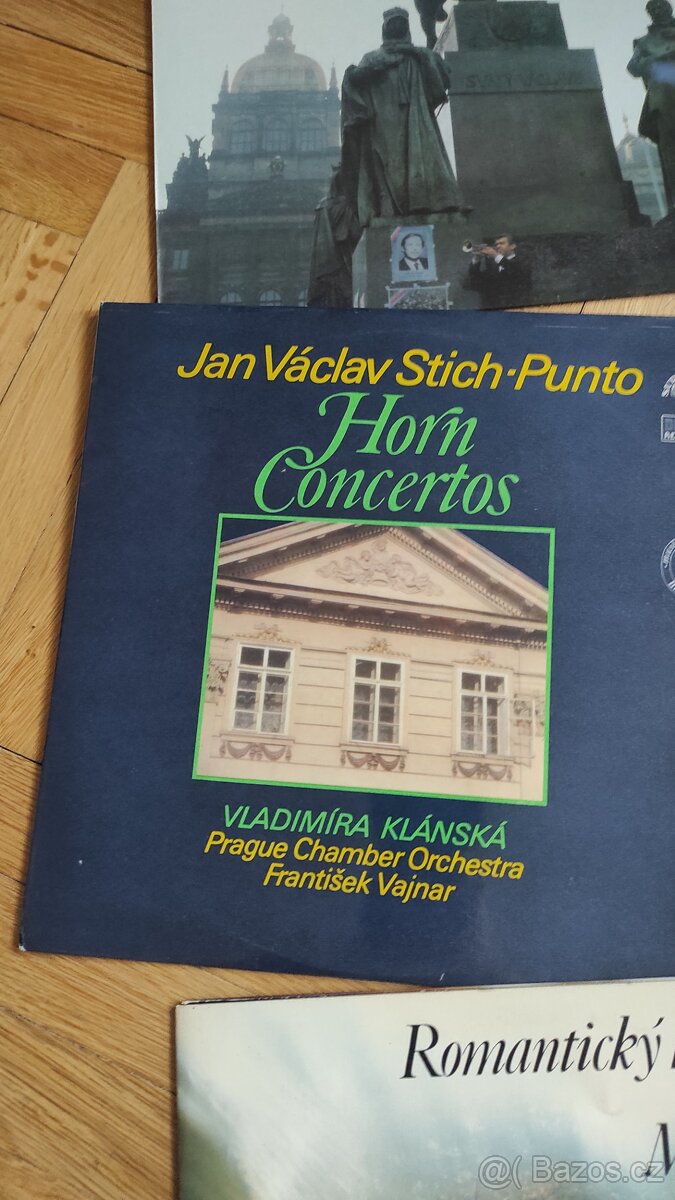 Jan Václav Stich-Punto
Horn
Concertos
VLADIMÍRA KLÁNSKÁ
Prague Chamber Orchestra
František Vajnar
Romantický
M
@( Bazos.cz